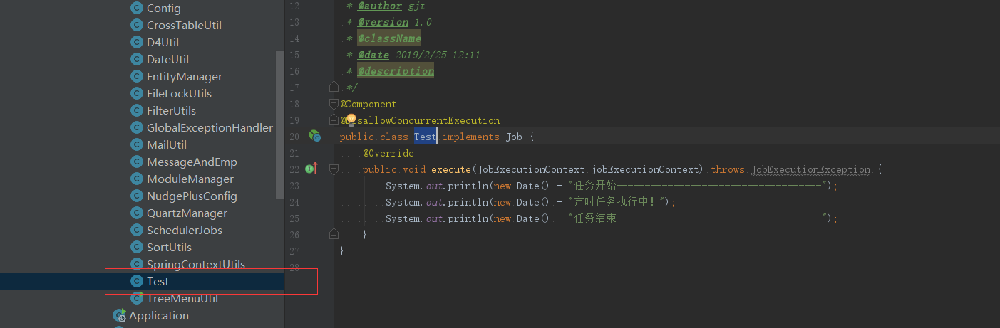 Config
CrossTableUtil
D4Util
DateUtil
EntityManager
FileLockUtils
FilterUtils
GlobalExceptionHandler
MailUtil
MessageAndEmp
ModuleManager
NudgePlusConfig
QuartzManager
SchedulerJobs
SortUtils
SpringContextUtils
Test
TreeMenuUtil
Application
12 * @author gjt
13 * @version 1.0
14 * @className
15 * @date 2019/2/25 12:11
16 * @description
17 */
18 @Component
19 @DisallowConcurrentExecution
20 public class Test implements Job {
21 @Override
22 public void execute(JobExecutionContext jobExecutionContext) throws JobExecutionException {
23 System.out.println(new Date() + "任务开始------------------------------------");
24 System.out.println(new Date() + "定时任务执行中！");
25 System.out.println(new Date() + "任务结束------------------------------------");
26 }
27 }
28